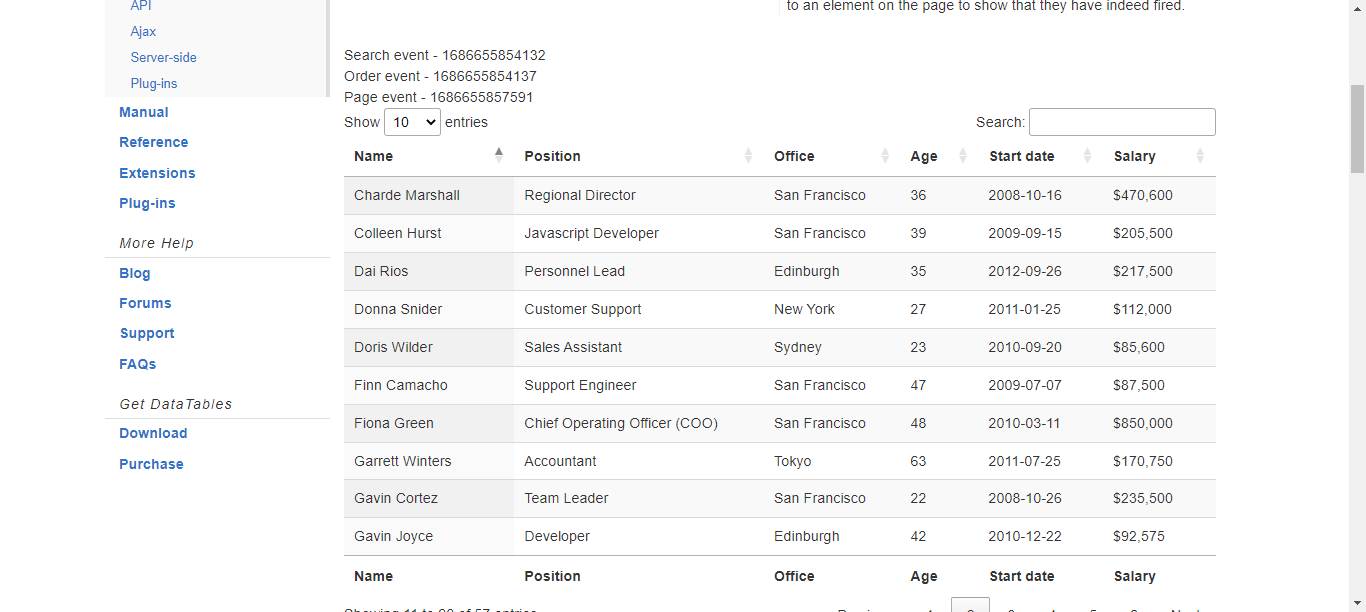 API
Ajax
Server-side
Plug-ins
Manual
Reference
Extensions
Plug-ins
More Help
Blog
Forums
Support
FAQs
Get DataTables
Download
Purchase
to an element on the page to show that they have indeed fired.
Search event - 1686655854132
Order event - 1686655854137
Page event - 1686655857591
Show 10 entries Search:
Name Position Office Age Start date Salary
Charde Marshall Regional Director San Francisco 36 2008-10-16 $470,600
Colleen Hurst Javascript Developer San Francisco 39 2009-09-15 $205,500
Dai Rios Personnel Lead Edinburgh 35 2012-09-26 $217,500
Donna Snider Customer Support New York 27 2011-01-25 $112,000
Doris Wilder Sales Assistant Sydney 23 2010-09-20 $85,600
Finn Camacho Support Engineer San Francisco 47 2009-07-07 $87,500
Fiona Green Chief Operating Officer (COO) San Francisco 48 2010-03-11 $850,000
Garrett Winters Accountant Tokyo 63 2011-07-25 $170,750
Gavin Cortez Team Leader San Francisco 22 2008-10-26 $235,500
Gavin Joyce Developer Edinburgh 42 2010-12-22 $92,575
Name Position Office Age Start date Salary